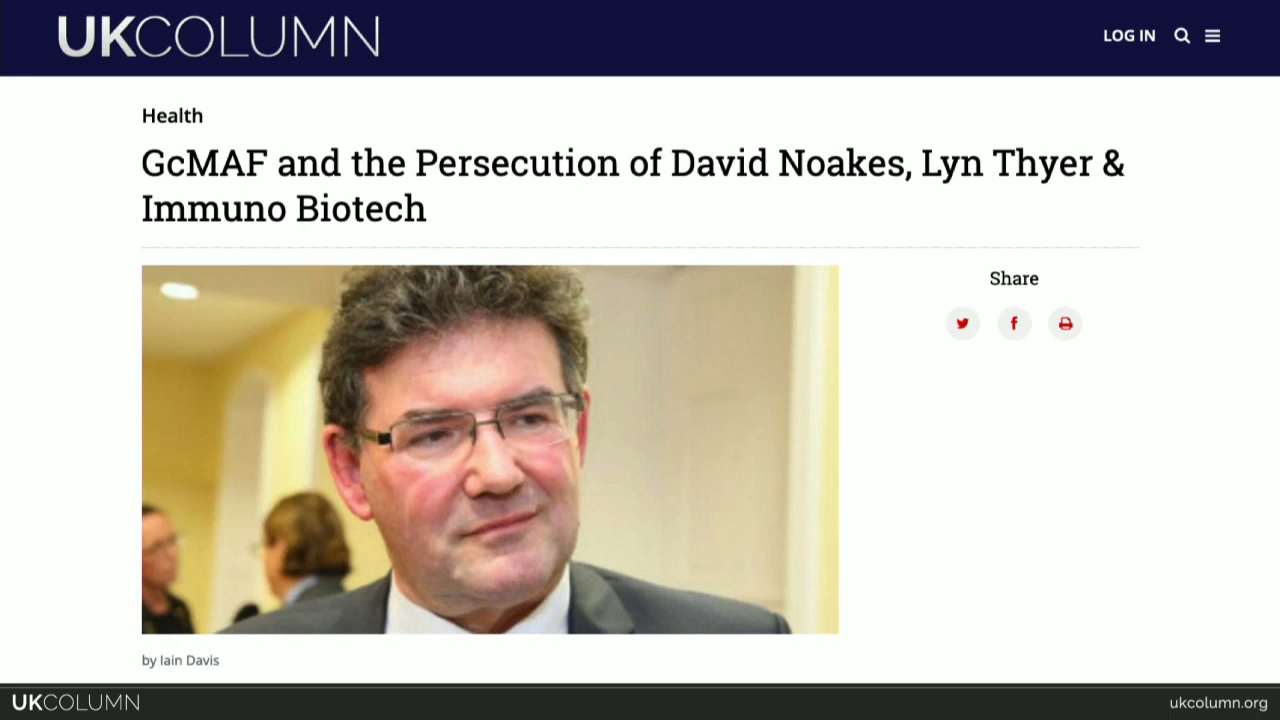 UKCOLUMN
LOG IN
Health
GcMAF and the Persecution of David Noakes, Lyn Thyer &
Immuno Biotech
Share
by Iain Davis
UKCOLUMN
ukcolumn.org